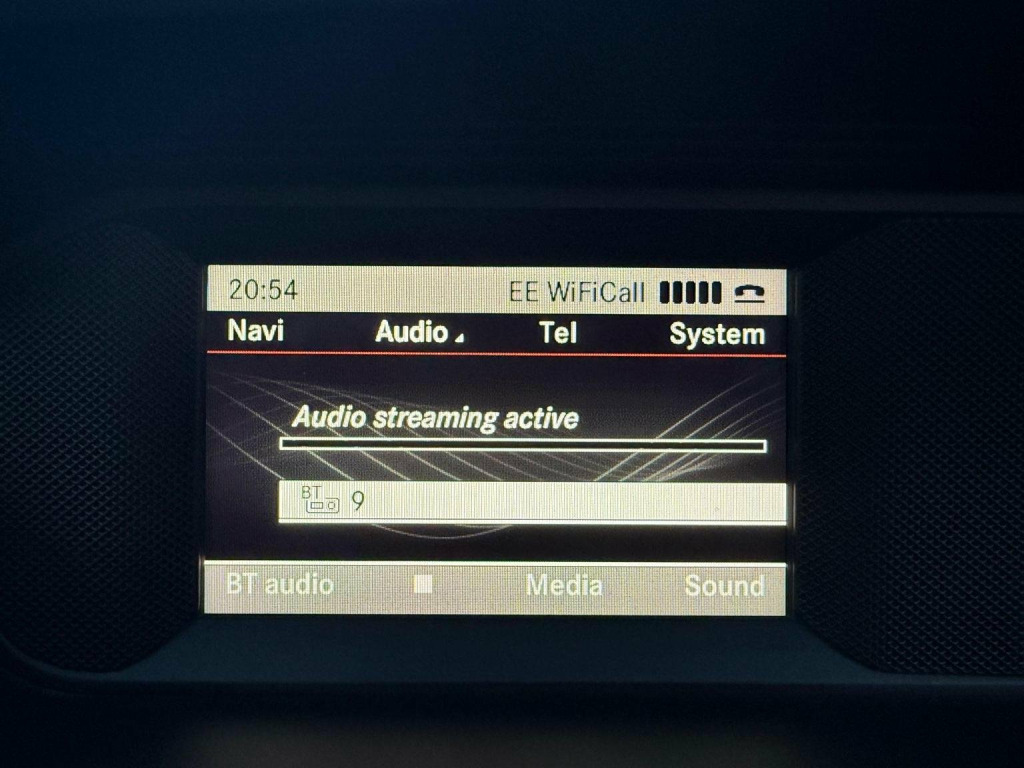 20:54 EE WiFiCall
Navi Audio Tel System
Audio streaming active
BT 9
BT audio Media Sound